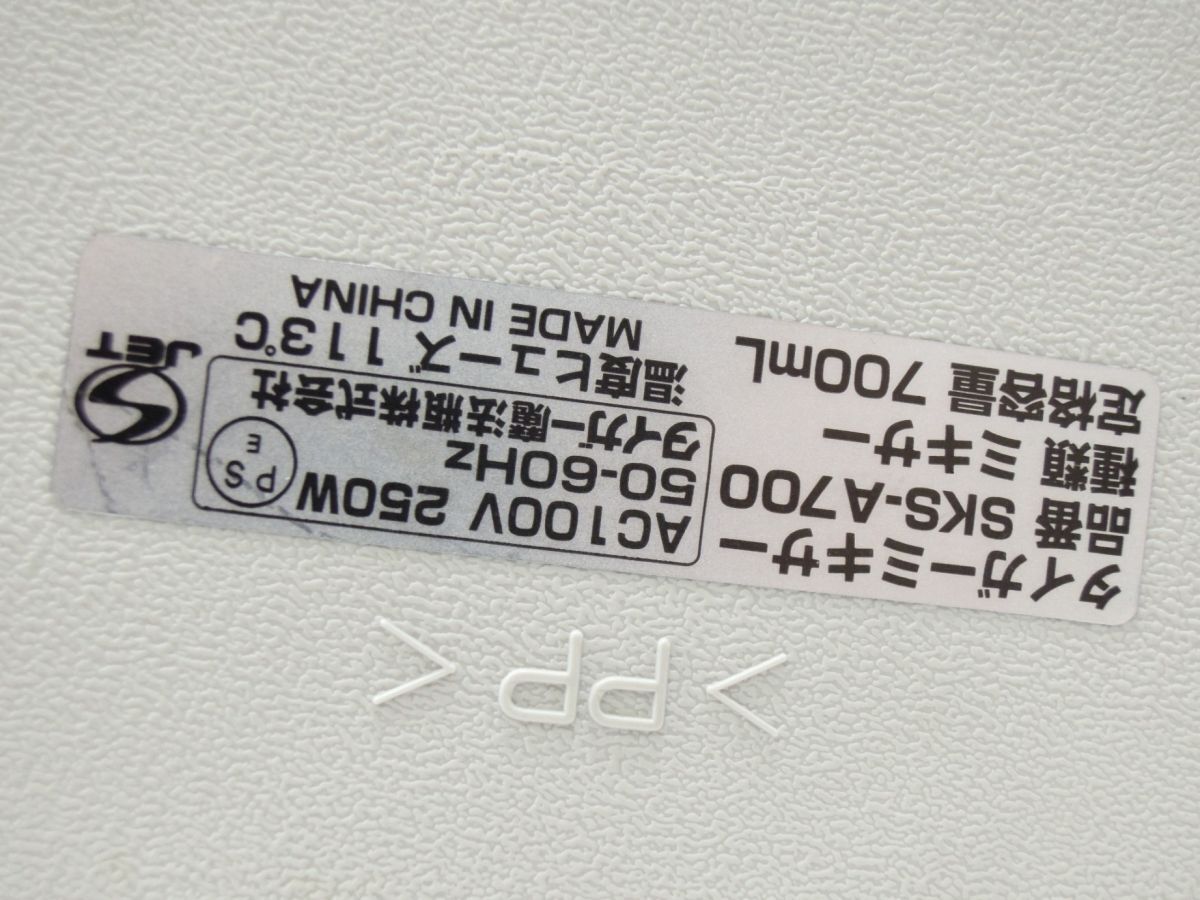 >PP<
タイガーミキサー
品番 SKS-A700
種類 ミキサー
定格容量 700mL
AC100V 250W
50-60Hz
タイガー魔法瓶株式会社
PS
E
温度ヒューズ 113℃
MADE IN CHINA
S
JET